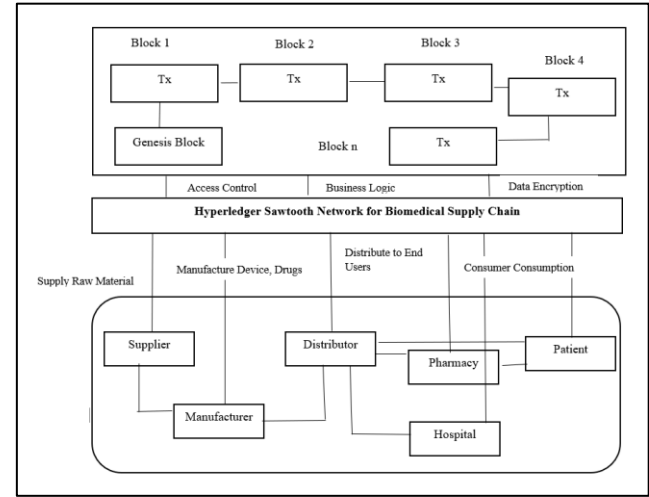 Block 1
Block 2
Block 3
Block 4
Tx
Tx
Tx
Tx
Genesis Block
Block n
Tx
Access Control
Business Logic
Data Encryption
Hyperledger Sawtooth Network for Biomedical Supply Chain
Supply Raw Material
Manufacture Device, Drugs
Distribute to End
Users
Consumer Consumption
Supplier
Distributor
Pharmacy
Patient
Manufacturer
Hospital